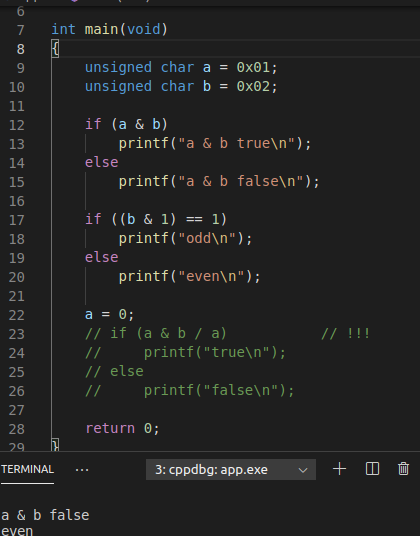 6
7 int main(void)
8 {
9 unsigned char a = 0x01;
10 unsigned char b = 0x02;
11
12 if (a & b)
13 printf("a & b true\n");
14 else
15 printf("a & b false\n");
16
17 if ((b & 1) == 1)
18 printf("odd\n");
19 else
20 printf("even\n");
21
22 a = 0;
23 // if (a & b / a) // !!!
24 // printf("true\n");
25 // else
26 // printf("false\n");
27
28 return 0;
29 }
TERMINAL ... 3: cppdbg: app.exe
a & b false
even